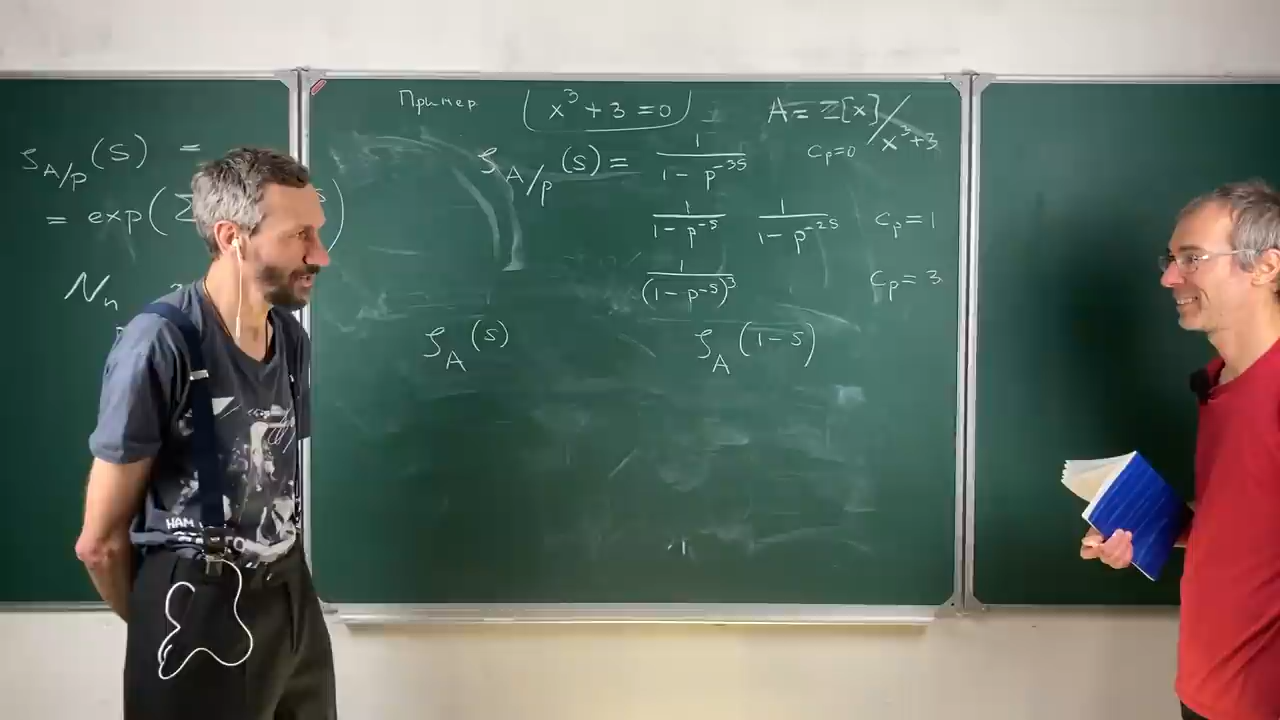 ζ_{A/p}(s) =
= exp(Σ
N_n
Пример x³ + 3 = 0 A = Z[x]/x³+3
ζ_{A/p}(s) = 1/(1 - p^{-3s}) c_p = 0
1/(1 - p^{-s}) 1/(1 - p^{-2s}) c_p = 1
1/(1 - p^{-s})³ c_p = 3
ζ_A(s) ζ_A(1-s)
HAM